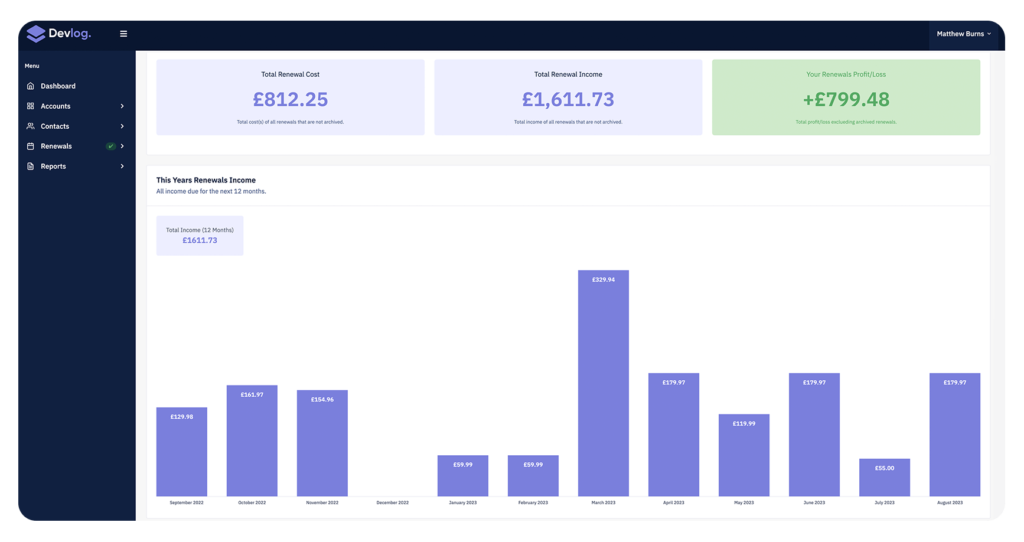 Devlog.
Matthew Burns
Menu
Dashboard
Accounts
Contacts
Renewals
Reports
Total Renewal Cost
£812.25
Total cost(s) of all renewals that are not archived.
Total Renewal Income
£1,611.73
Total income of all renewals that are not archived.
Your Renewals Profit/Loss
+£799.48
Total profit/loss excluding archived renewals.
This Years Renewals Income
All income due for the next 12 months.
Total Income (12 Months)
£1611.73
£129.98
£161.97
£154.96
£59.99
£59.99
£329.94
£179.97
£119.99
£179.97
£55.00
£179.97
September 2022
October 2022
November 2022
December 2022
January 2023
February 2023
March 2023
April 2023
May 2023
June 2023
July 2023
August 2023